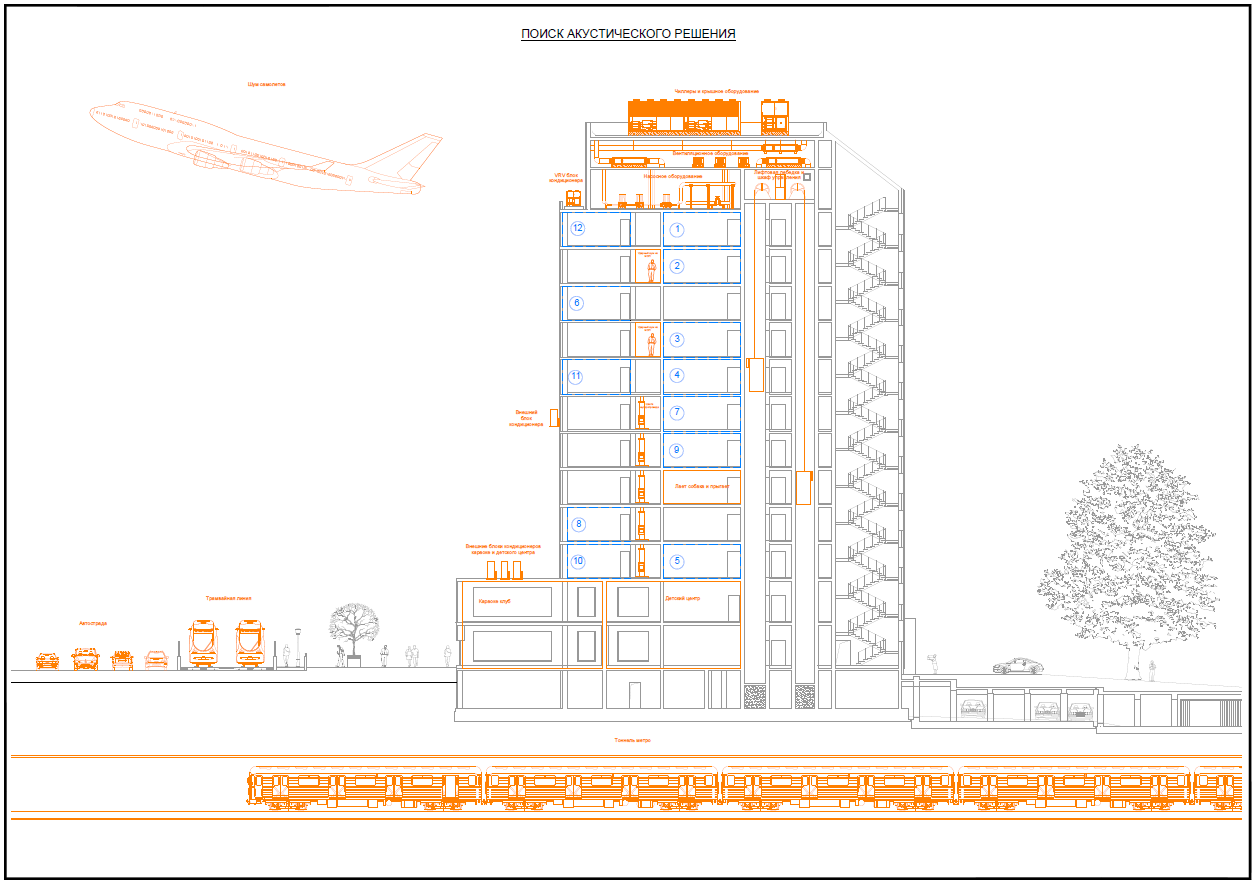 ПОИСК АКУСТИЧЕСКОГО РЕШЕНИЯ
Шум самолетов
Чиллеры и крышное оборудование
Вентиляционное оборудование
VRV блок
кондиционера
Насосное оборудование
Лифтовая лебедка и
шкаф управления
12
1
2
6
3
11
4
7
Внешний
блок
кондиционера
9
Лает собака и прыгает
8
10
5
Внешние блоки кондиционеров
караоке и детского центра
Караоке клуб
Детский центр
Трамвайная линия
Автострада
Тоннель метро